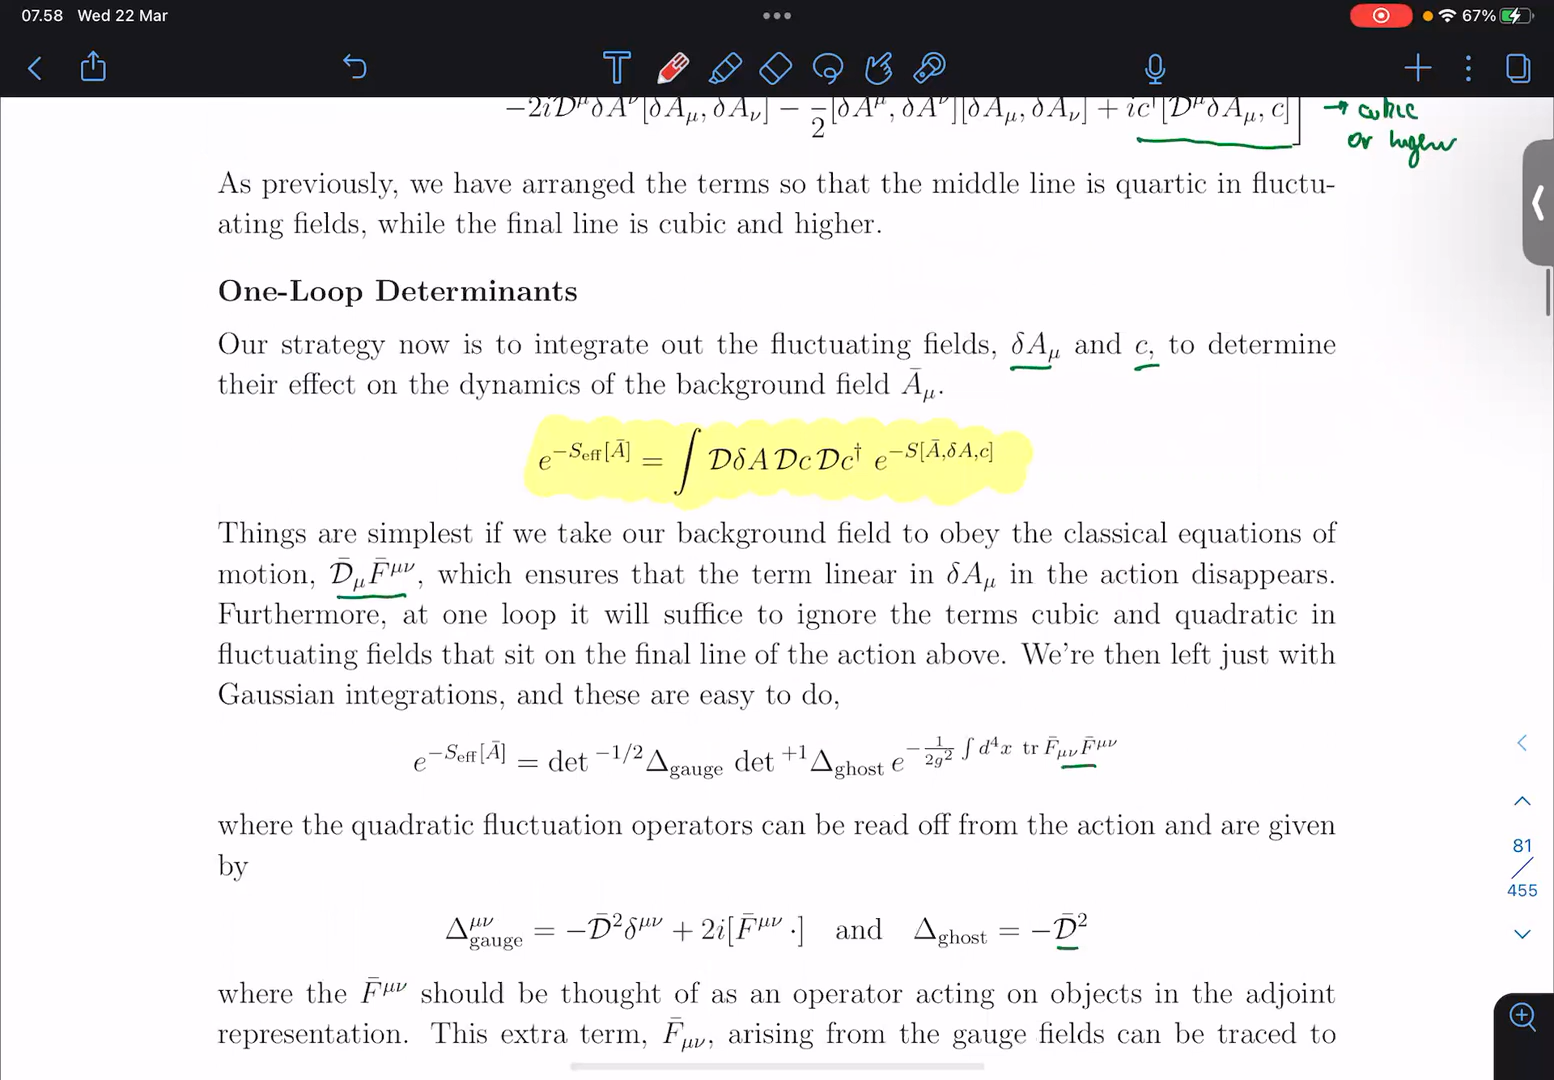 07.58 Wed 22 Mar
67%
−2iD^μ δA^ν[δA_μ, δA_ν] − 1/2 [δA^μ, δA^ν][δA_μ, δA_ν] + ic†[D̄^μ δA_μ, c]] → cubic
or higher
As previously, we have arranged the terms so that the middle line is quartic in fluctu-
ating fields, while the final line is cubic and higher.
One-Loop Determinants
Our strategy now is to integrate out the fluctuating fields, δA_μ and c, to determine
their effect on the dynamics of the background field Ā_μ.
e^{−S_eff[Ā]} = ∫ DδA Dc Dc† e^{−S[Ā,δA,c]}
Things are simplest if we take our background field to obey the classical equations of
motion, D̄_μ F̄^{μν}, which ensures that the term linear in δA_μ in the action disappears.
Furthermore, at one loop it will suffice to ignore the terms cubic and quadratic in
fluctuating fields that sit on the final line of the action above. We're then left just with
Gaussian integrations, and these are easy to do,
e^{−S_eff[Ā]} = det^{−1/2} Δ_gauge det^{+1} Δ_ghost e^{−1/2g² ∫ d⁴x tr F̄_{μν} F̄^{μν}}
where the quadratic fluctuation operators can be read off from the action and are given
by
Δ^{μν}_gauge = −D̄² δ^{μν} + 2i[F̄^{μν} ·] and Δ_ghost = −D̄²
where the F̄^{μν} should be thought of as an operator acting on objects in the adjoint
representation. This extra term, F̄_{μν}, arising from the gauge fields can be traced to
81
/
455